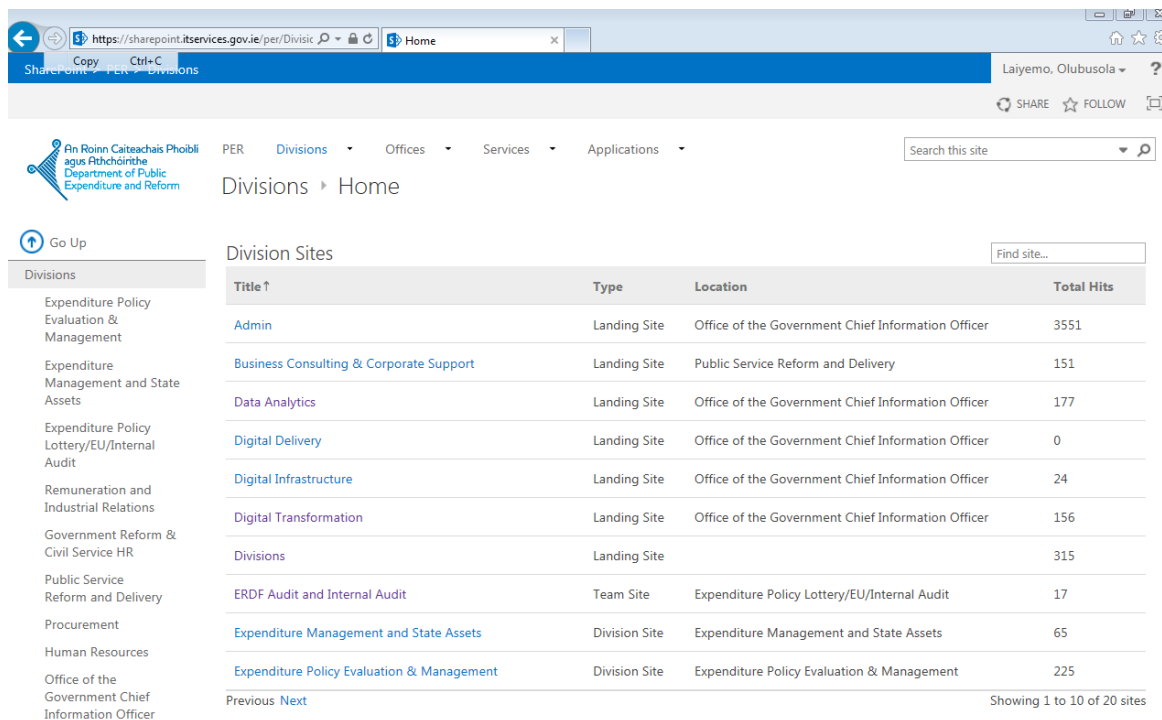 https://sharepoint.itservices.gov.ie/per/Divisic
Home
Copy Ctrl+C
SharePoint > PER > Divisions
Laiyemo, Olubusola
?
SHARE FOLLOW
An Roinn Caiteachais Phoiblí
agus Athchóirithe
Department of Public
Expenditure and Reform
PER Divisions Offices Services Applications
Search this site
Divisions Home
Go Up
Divisions
Expenditure Policy
Evaluation &
Management
Expenditure
Management and State
Assets
Expenditure Policy
Lottery/EU/Internal
Audit
Remuneration and
Industrial Relations
Government Reform &
Civil Service HR
Public Service
Reform and Delivery
Procurement
Human Resources
Office of the
Government Chief
Information Officer
Division Sites
Find site...
Title↑ Type Location Total Hits
Admin Landing Site Office of the Government Chief Information Officer 3551
Business Consulting & Corporate Support Landing Site Public Service Reform and Delivery 151
Data Analytics Landing Site Office of the Government Chief Information Officer 177
Digital Delivery Landing Site Office of the Government Chief Information Officer 0
Digital Infrastructure Landing Site Office of the Government Chief Information Officer 24
Digital Transformation Landing Site Office of the Government Chief Information Officer 156
Divisions Landing Site 315
ERDF Audit and Internal Audit Team Site Expenditure Policy Lottery/EU/Internal Audit 17
Expenditure Management and State Assets Division Site Expenditure Management and State Assets 65
Expenditure Policy Evaluation & Management Division Site Expenditure Policy Evaluation & Management 225
Previous Next Showing 1 to 10 of 20 sites